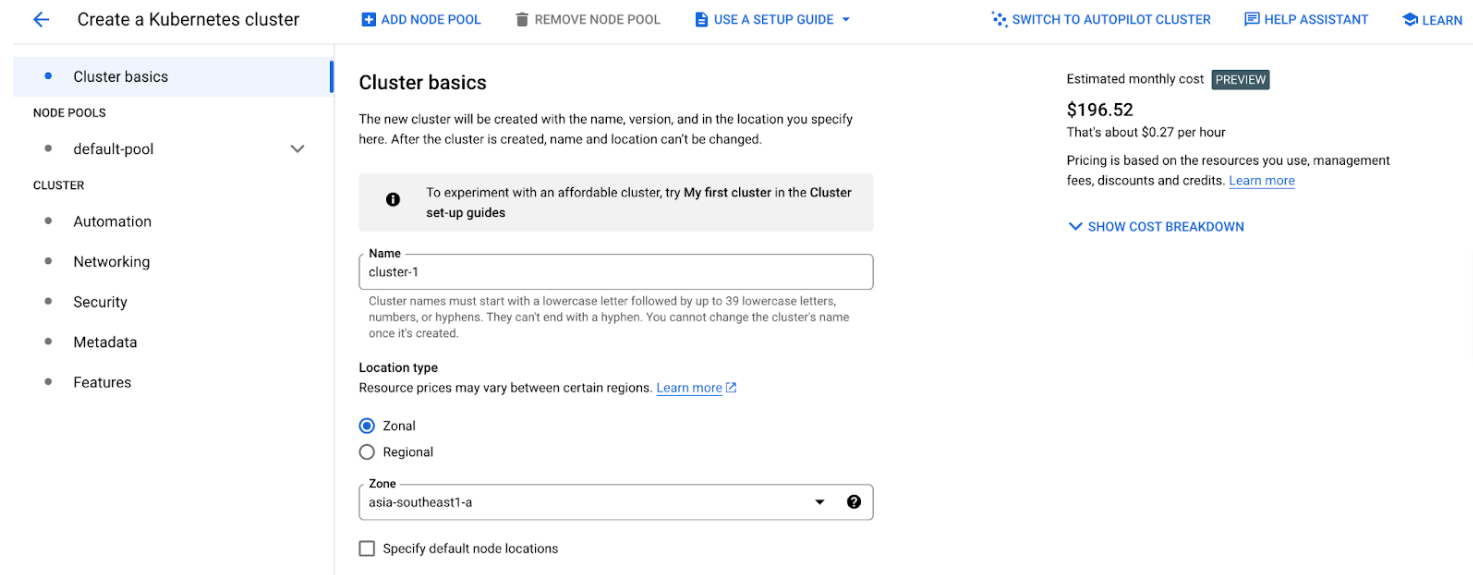 Create a Kubernetes cluster
ADD NODE POOL
REMOVE NODE POOL
USE A SETUP GUIDE
SWITCH TO AUTOPILOT CLUSTER
HELP ASSISTANT
LEARN
Cluster basics
NODE POOLS
default-pool
CLUSTER
Automation
Networking
Security
Metadata
Features
Cluster basics
The new cluster will be created with the name, version, and in the location you specify
here. After the cluster is created, name and location can't be changed.
To experiment with an affordable cluster, try My first cluster in the Cluster
set-up guides
Name
cluster-1
Cluster names must start with a lowercase letter followed by up to 39 lowercase letters,
numbers, or hyphens. They can't end with a hyphen. You cannot change the cluster's name
once it's created.
Location type
Resource prices may vary between certain regions. Learn more
Zonal
Regional
Zone
asia-southeast1-a
Specify default node locations
Estimated monthly cost PREVIEW
$196.52
That's about $0.27 per hour
Pricing is based on the resources you use, management
fees, discounts and credits. Learn more
SHOW COST BREAKDOWN